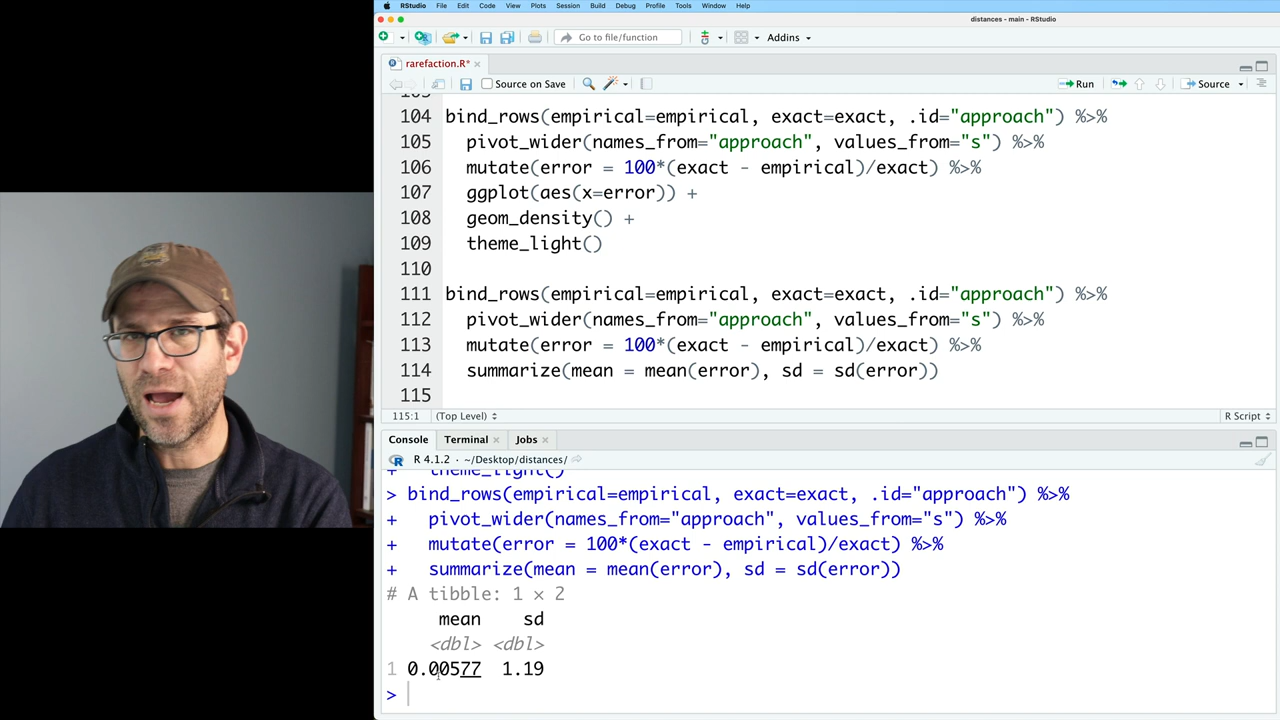 RStudio File Edit Code View Plots Session Build Debug Profile Tools Window Help
distances - main - RStudio
Go to file/function Addins
rarefaction.R*
Source on Save Run Source
104 bind_rows(empirical=empirical, exact=exact, .id="approach") %>%
105 pivot_wider(names_from="approach", values_from="s") %>%
106 mutate(error = 100*(exact - empirical)/exact) %>%
107 ggplot(aes(x=error)) +
108 geom_density() +
109 theme_light()
110
111 bind_rows(empirical=empirical, exact=exact, .id="approach") %>%
112 pivot_wider(names_from="approach", values_from="s") %>%
113 mutate(error = 100*(exact - empirical)/exact) %>%
114 summarize(mean = mean(error), sd = sd(error))
115
115:1 (Top Level) R Script
Console Terminal Jobs
R 4.1.2 · ~/Desktop/distances/
+ theme_light()
> bind_rows(empirical=empirical, exact=exact, .id="approach") %>%
+ pivot_wider(names_from="approach", values_from="s") %>%
+ mutate(error = 100*(exact - empirical)/exact) %>%
+ summarize(mean = mean(error), sd = sd(error))
# A tibble: 1 × 2
mean sd
<dbl> <dbl>
1 0.00577 1.19
>